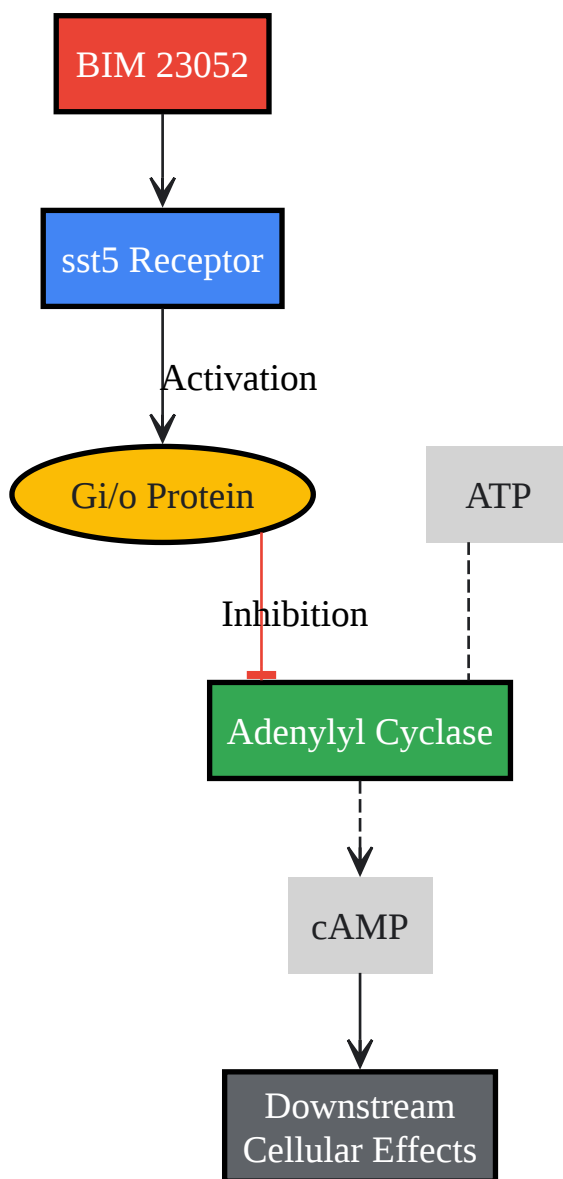 BIM 23052
sst5 Receptor
Activation
Gi/o Protein
ATP
Inhibition
Adenylyl Cyclase
cAMP
Downstream
Cellular Effects